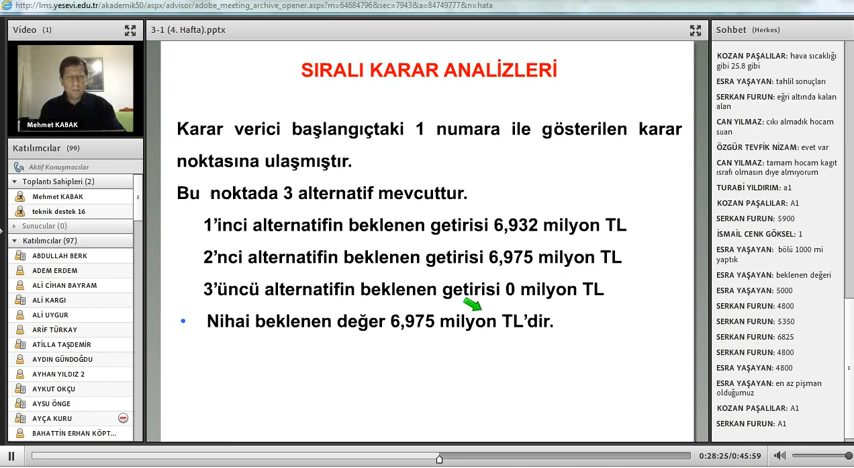 http://lms.yesevi.edu.tr/akademik50/aspx/advisor/adobe_meeting_archive_opener.aspx?m=64684796&sec=7943&a=84749777&n=hata
Video (1)
Mehmet KABAK
Katılımcılar (99)
Aktif Konuşmacılar
Toplantı Sahipleri (2)
Mehmet KABAK
teknik destek 16
Sunucular (0)
Katılımcılar (97)
ABDULLAH BERK
ADEM ERDEM
ALİ CİHAN BAYRAM
ALİ KARGI
ALİ UYGUR
ARİF TÜRKAY
ATİLLA TAŞDEMİR
AYDIN GÜNDOĞDU
AYHAN YILDIZ 2
AYKUT OKÇU
AYSU ÖNGE
AYÇA KURU
BAHATTİN ERHAN KÖPT...
3-1 (4. Hafta).pptx
SIRALI KARAR ANALİZLERİ
Karar verici başlangıçtaki 1 numara ile gösterilen karar
noktasına ulaşmıştır.
Bu noktada 3 alternatif mevcuttur.
1'inci alternatifin beklenen getirisi 6,932 milyon TL
2'nci alternatifin beklenen getirisi 6,975 milyon TL
3'üncü alternatifin beklenen getirisi 0 milyon TL
• Nihai beklenen değer 6,975 milyon TL'dir.
Sohbet (Herkes)
KOZAN PAŞALILAR: hava sıcaklığı
gibi 25.8 gibi
ESRA YAŞAYAN: tahlil sonuçları
SERKAN FURUN: eğri altında kalan
alan
CAN YILMAZ: cıkı almadık hocam
suan
ÖZGÜR TEVFİK NİZAM: evet var
CAN YILMAZ: tamam hocam kagıt
ısrafı olmasın dıye almıyorum
TURABİ YILDIRIM: a1
KOZAN PAŞALILAR: A1
SERKAN FURUN: 5900
İSMAİL CENK GÖKSEL: 1
ESRA YAŞAYAN: bölü 1000 mi
yaptık
ESRA YAŞAYAN: beklenen değeri
ESRA YAŞAYAN: 5000
SERKAN FURUN: 4800
SERKAN FURUN: 5350
SERKAN FURUN: 6825
SERKAN FURUN: 4800
ESRA YAŞAYAN: 4800
ESRA YAŞAYAN: en az pişman
olduğumuz
KOZAN PAŞALILAR: A1
SERKAN FURUN: A1
0:28:25/0:45:59